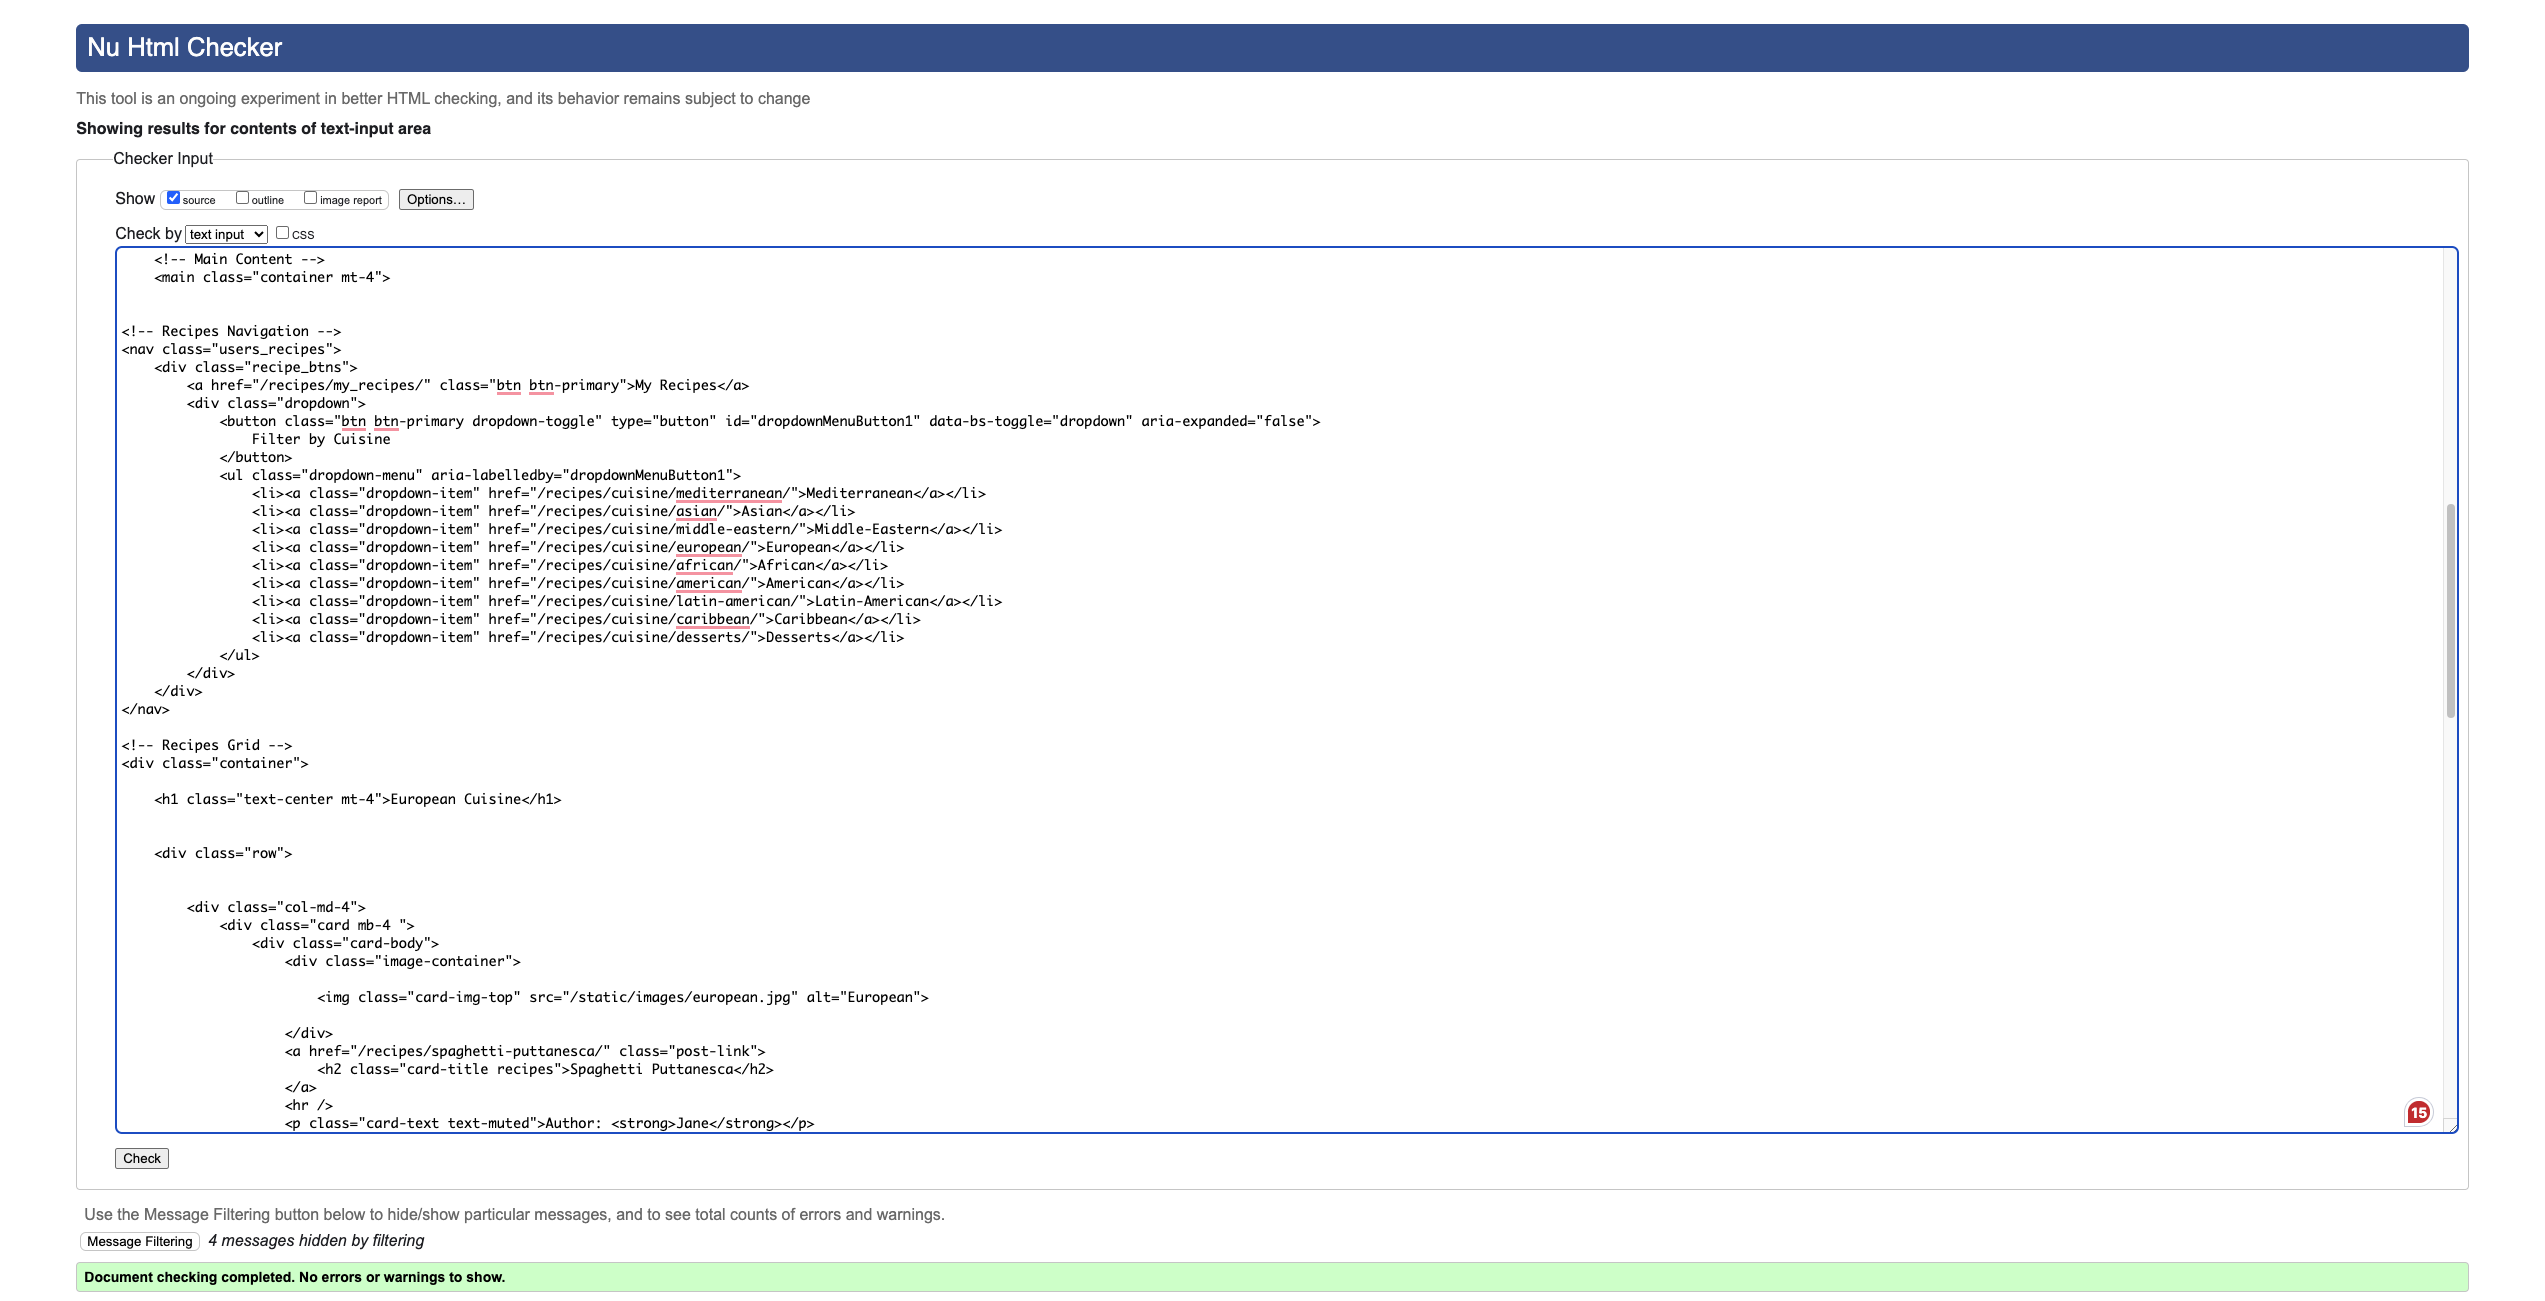 Nu Html Checker
This tool is an ongoing experiment in better HTML checking, and its behavior remains subject to change
Showing results for contents of text-input area
Checker Input
Show source outline image report Options...
Check by text input CSS
<!-- Main Content -->
<main class="container mt-4">
<!-- Recipes Navigation -->
<nav class="users_recipes">
<div class="recipe_btns">
<a href="/recipes/my_recipes/" class="btn btn-primary">My Recipes</a>
<div class="dropdown">
<button class="btn btn-primary dropdown-toggle" type="button" id="dropdownMenuButton1" data-bs-toggle="dropdown" aria-expanded="false">
Filter by Cuisine
</button>
<ul class="dropdown-menu" aria-labelledby="dropdownMenuButton1">
<li><a class="dropdown-item" href="/recipes/cuisine/mediterranean/">Mediterranean</a></li>
<li><a class="dropdown-item" href="/recipes/cuisine/asian/">Asian</a></li>
<li><a class="dropdown-item" href="/recipes/cuisine/middle-eastern/">Middle-Eastern</a></li>
<li><a class="dropdown-item" href="/recipes/cuisine/european/">European</a></li>
<li><a class="dropdown-item" href="/recipes/cuisine/african/">African</a></li>
<li><a class="dropdown-item" href="/recipes/cuisine/american/">American</a></li>
<li><a class="dropdown-item" href="/recipes/cuisine/latin-american/">Latin-American</a></li>
<li><a class="dropdown-item" href="/recipes/cuisine/caribbean/">Caribbean</a></li>
<li><a class="dropdown-item" href="/recipes/cuisine/desserts/">Desserts</a></li>
</ul>
</div>
</div>
</nav>
<!-- Recipes Grid -->
<div class="container">
<h1 class="text-center mt-4">European Cuisine</h1>
<div class="row">
<div class="col-md-4">
<div class="card mb-4 ">
<div class="card-body">
<div class="image-container">
<img class="card-img-top" src="/static/images/european.jpg" alt="European">
</div>
<a href="/recipes/spaghetti-puttanesca/" class="post-link">
<h2 class="card-title recipes">Spaghetti Puttanesca</h2>
</a>
<hr />
<p class="card-text text-muted">Author: <strong>Jane</strong></p>
15
Check
Use the Message Filtering button below to hide/show particular messages, and to see total counts of errors and warnings.
Message Filtering 4 messages hidden by filtering
Document checking completed. No errors or warnings to show.